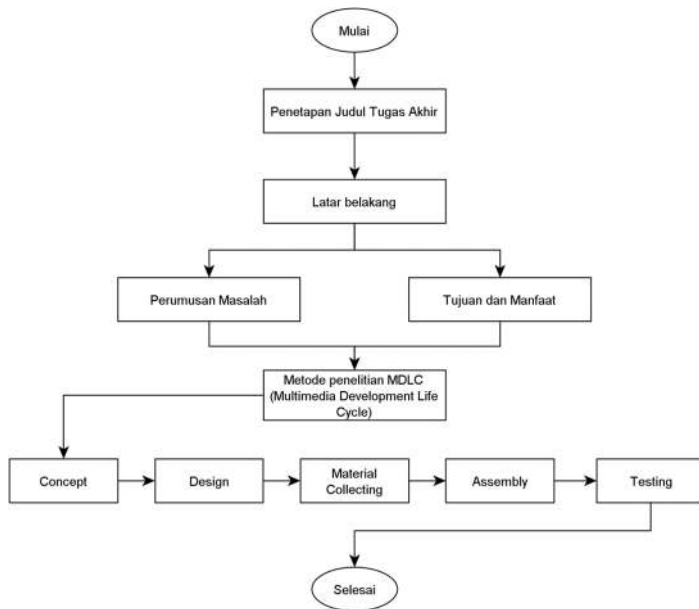 Mulai
Penetapan Judul Tugas Akhir
Latar belakang
Perumusan Masalah
Tujuan dan Manfaat
Metode penelitian MDLC
(Multimedia Development Life
Cycle)
Concept
Design
Material
Collecting
Assembly
Testing
Selesai